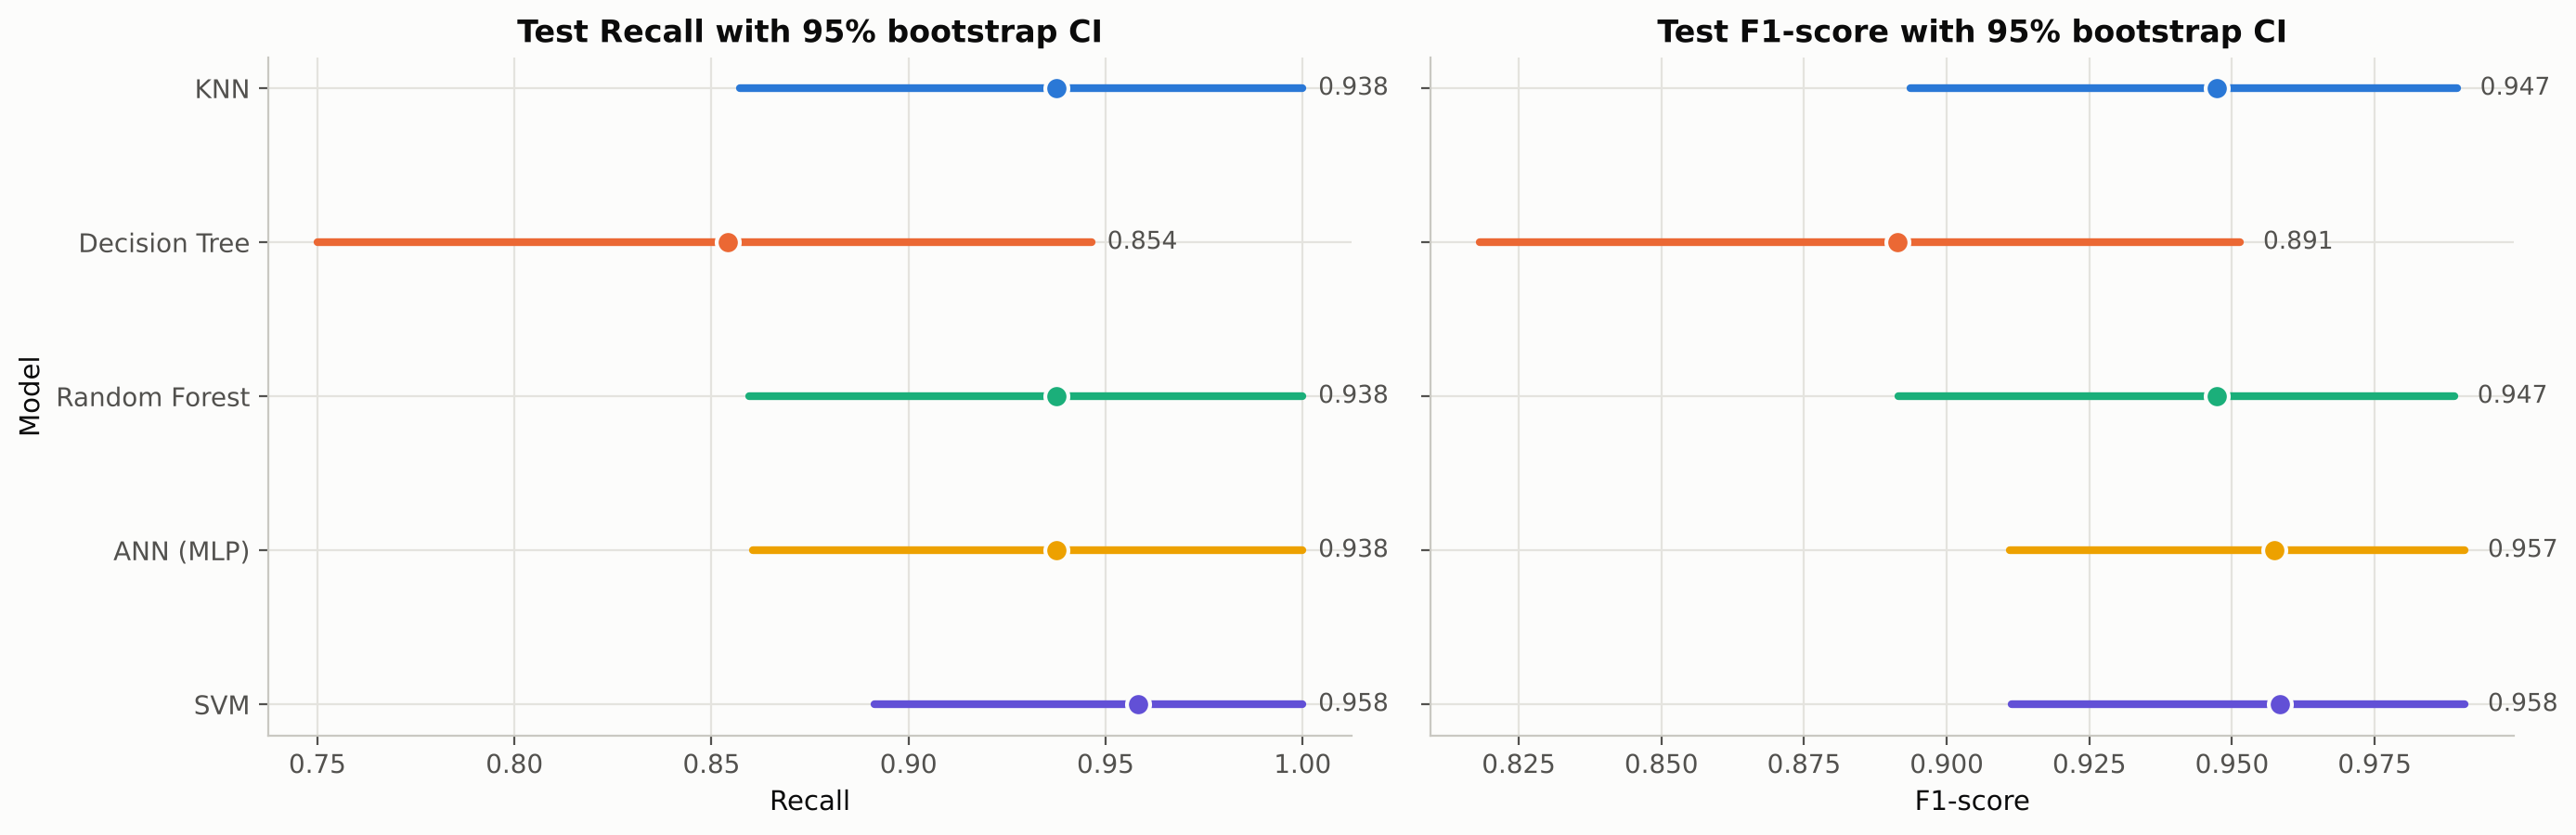 Test Recall with 95% bootstrap CI
Model
KNN
0.938
Decision Tree
0.854
Random Forest
0.938
ANN (MLP)
0.938
SVM
0.958
0.75 0.80 0.85 0.90 0.95 1.00
Recall
Test F1-score with 95% bootstrap CI
0.947
0.891
0.947
0.957
0.958
0.825 0.850 0.875 0.900 0.925 0.950 0.975
F1-score